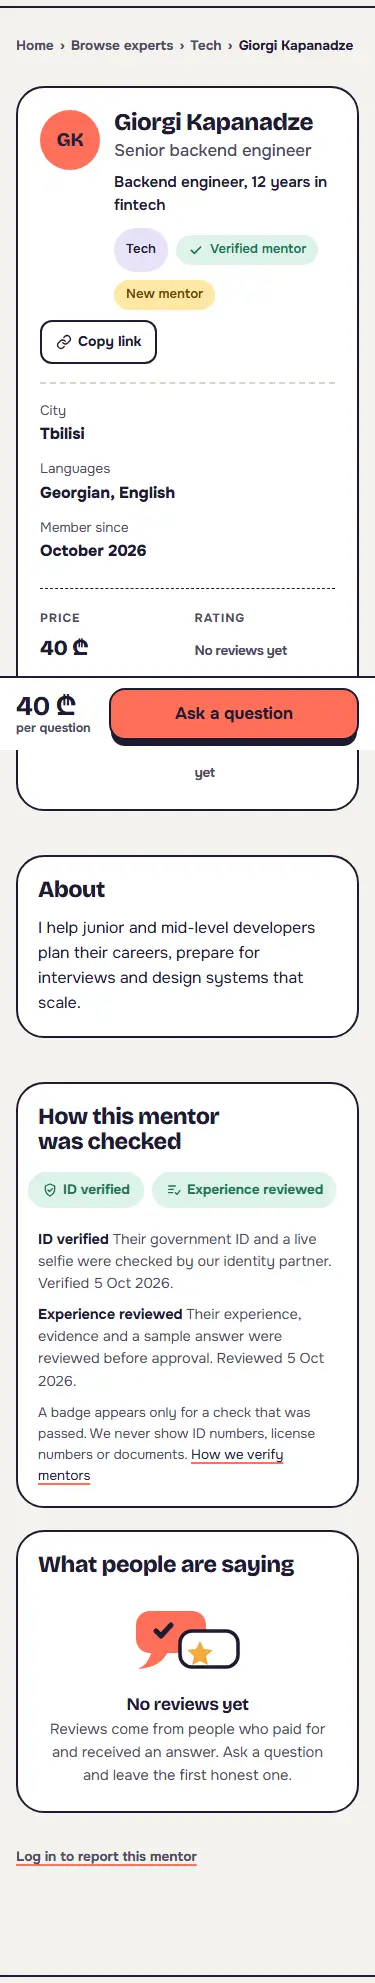 Home › Browse experts › Tech › Giorgi Kapanadze
GK
Giorgi Kapanadze
Senior backend engineer
Backend engineer, 12 years in
fintech
Tech
Verified mentor
New mentor
Copy link
City
Tbilisi
Languages
Georgian, English
Member since
October 2026
PRICE
RATING
40 ₾
No reviews yet
40 ₾
per question
Ask a question
yet
About
I help junior and mid-level developers
plan their careers, prepare for
interviews and design systems that
scale.
How this mentor
was checked
ID verified
Experience reviewed
ID verified Their government ID and a live
selfie were checked by our identity partner.
Verified 5 Oct 2026.
Experience reviewed Their experience,
evidence and a sample answer were
reviewed before approval. Reviewed 5 Oct
2026.
A badge appears only for a check that was
passed. We never show ID numbers, license
numbers or documents. How we verify
mentors
What people are saying
No reviews yet
Reviews come from people who paid for
and received an answer. Ask a question
and leave the first honest one.
Log in to report this mentor